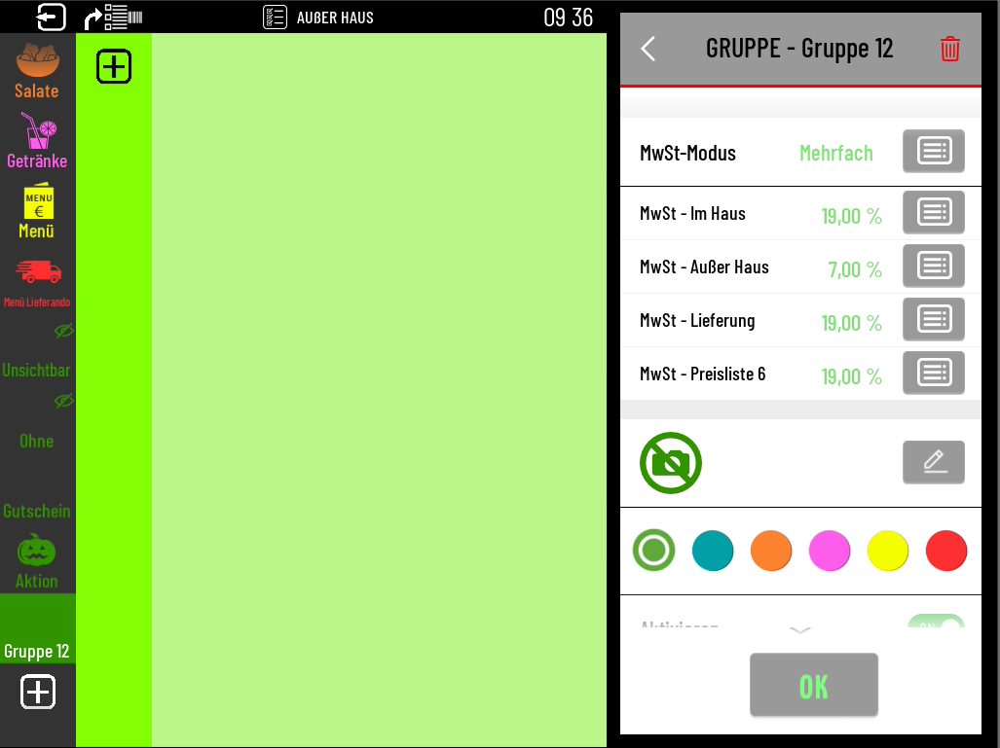 AUßER HAUS
09 36
Salate
Getränke
MENU
€
Menü
Menü Lieferando
Unsichtbar
Ohne
Gutschein
Aktion
Gruppe 12
GRUPPE - Gruppe 12
MwSt-Modus Mehrfach
MwSt - Im Haus 19,00 %
MwSt - Außer Haus 7,00 %
MwSt - Lieferung 19,00 %
MwSt - Preisliste 6 19,00 %
Aktivieren ON
OK